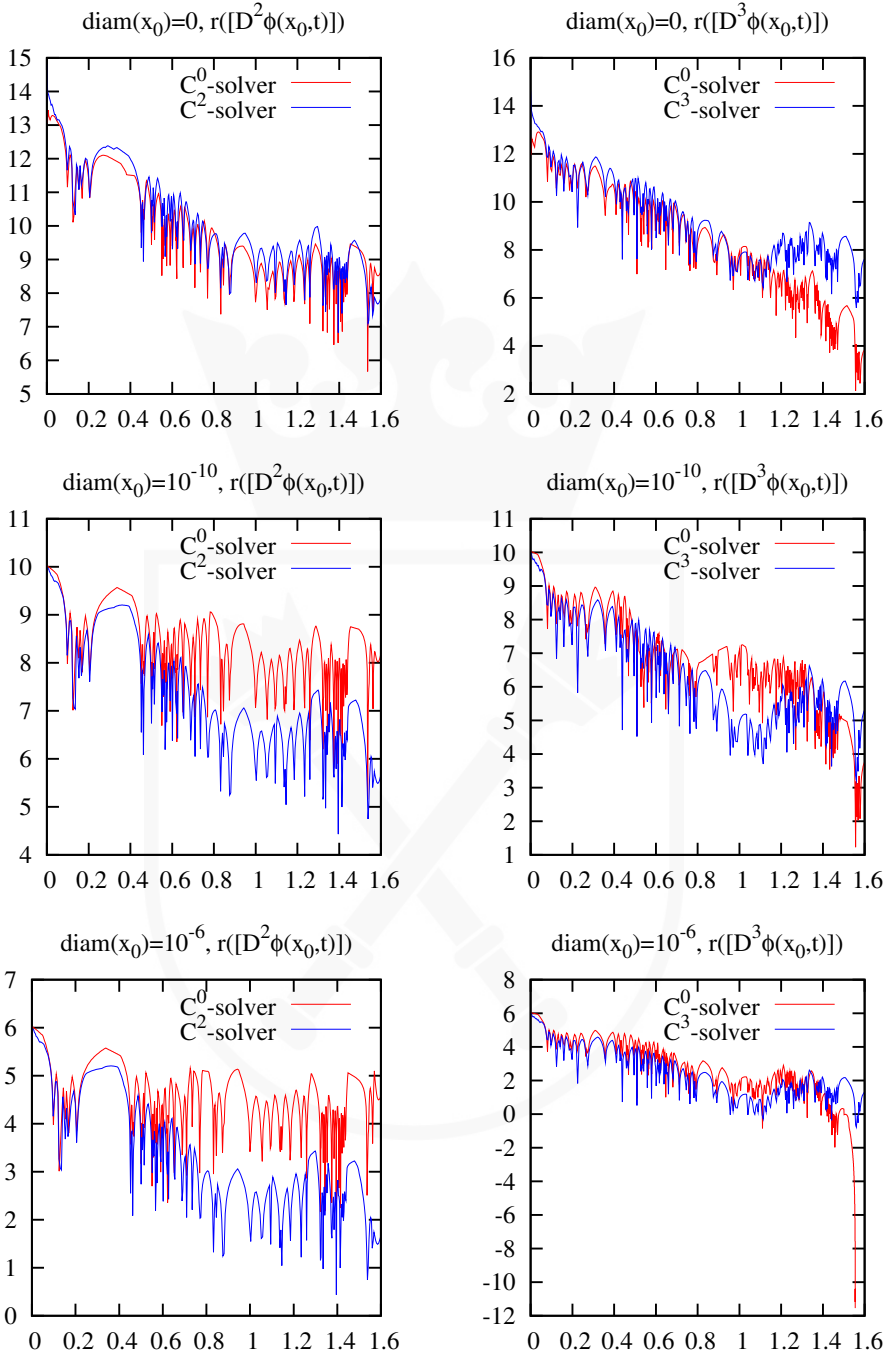 diam(x₀)=0, r([D²ϕ(x₀,t)])
C⁰-solver
C²-solver
15
14
13
12
11
10
9
8
7
6
5
0 0.2 0.4 0.6 0.8 1 1.2 1.4 1.6
diam(x₀)=0, r([D³ϕ(x₀,t)])
C⁰-solver
C³-solver
16
14
12
10
8
6
4
2
0 0.2 0.4 0.6 0.8 1 1.2 1.4 1.6
diam(x₀)=10⁻¹⁰, r([D²ϕ(x₀,t)])
C⁰-solver
C²-solver
11
10
9
8
7
6
5
4
0 0.2 0.4 0.6 0.8 1 1.2 1.4 1.6
diam(x₀)=10⁻¹⁰, r([D³ϕ(x₀,t)])
C⁰-solver
C³-solver
11
10
9
8
7
6
5
4
3
2
1
0 0.2 0.4 0.6 0.8 1 1.2 1.4 1.6
diam(x₀)=10⁻⁶, r([D²ϕ(x₀,t)])
C⁰-solver
C²-solver
7
6
5
4
3
2
1
0
0 0.2 0.4 0.6 0.8 1 1.2 1.4 1.6
diam(x₀)=10⁻⁶, r([D³ϕ(x₀,t)])
C⁰-solver
C³-solver
8
6
4
2
0
-2
-4
-6
-8
-10
-12
0 0.2 0.4 0.6 0.8 1 1.2 1.4 1.6